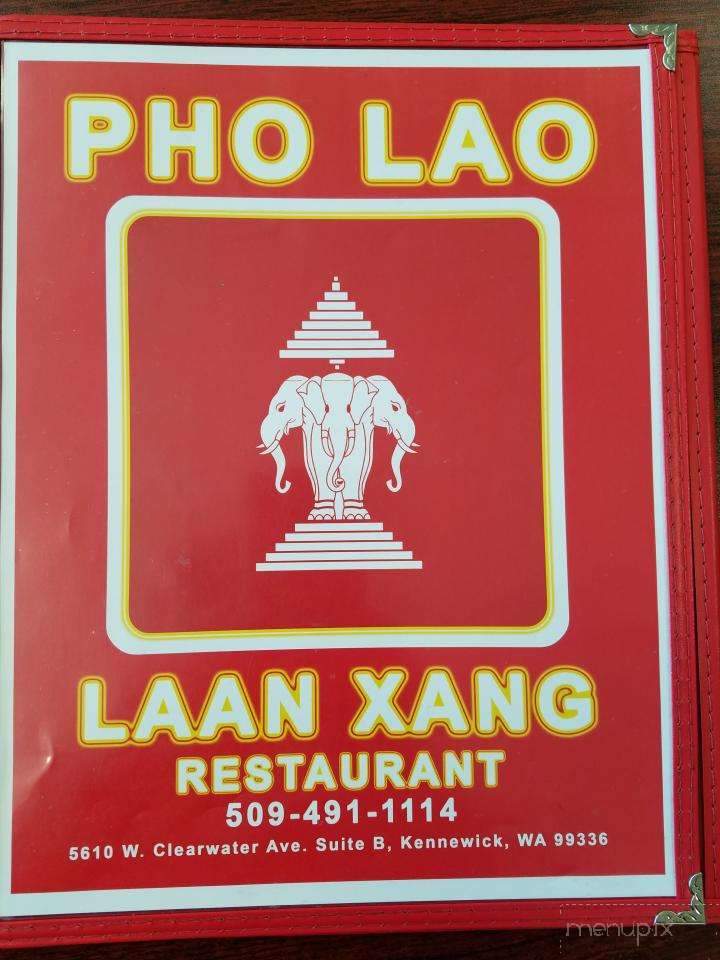 PHO LAO
LAAN XANG
RESTAURANT
509-491-1114
5610 W. Clearwater Ave. Suite B, Kennewick, WA 99336
menupix